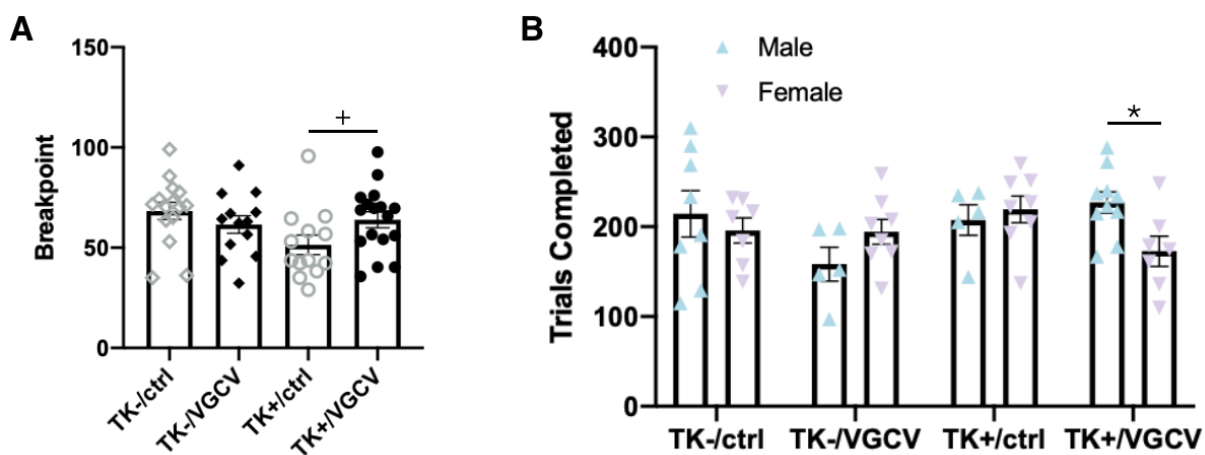 A
Breakpoint
150
100
50
0
+
TK-/ctrl
TK-/VGCV
TK+/ctrl
TK+/VGCV
B
Trials Completed
400
300
200
100
0
Male
Female
*
TK-/ctrl
TK-/VGCV
TK+/ctrl
TK+/VGCV